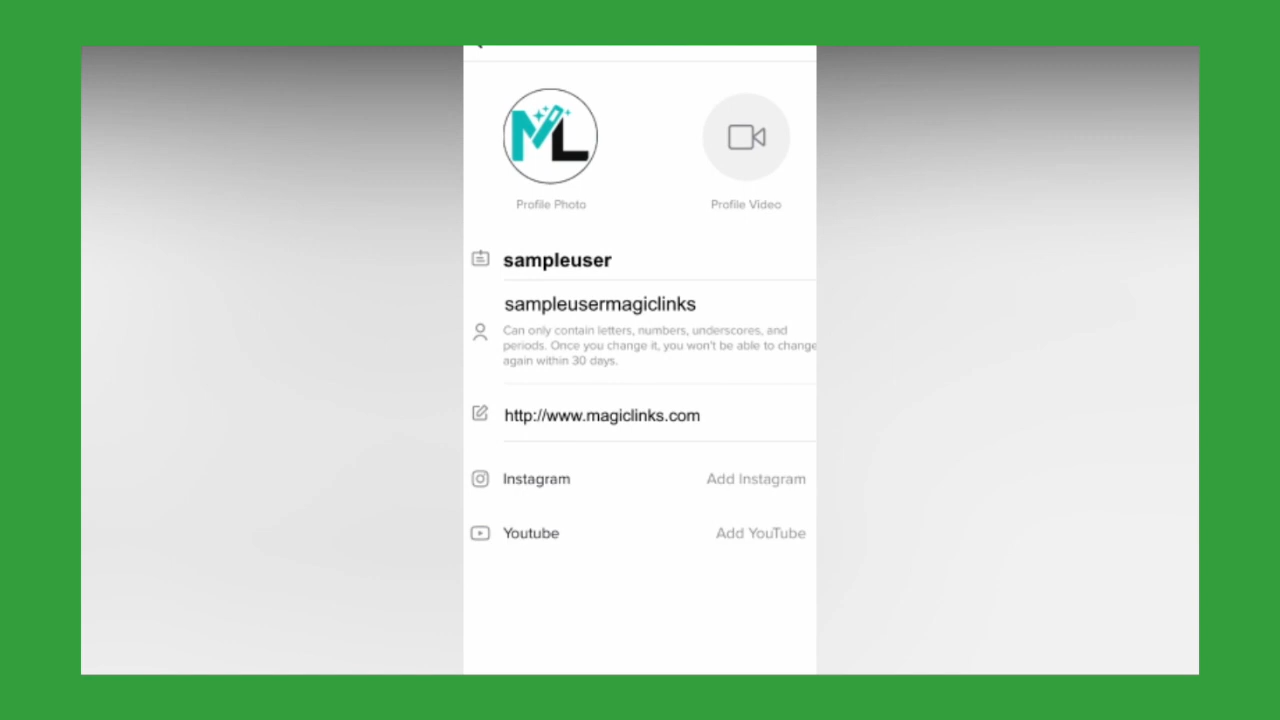 ML
Profile Photo
Profile Video
sampleuser
sampleusermagiclinks
Can only contain letters, numbers, underscores, and
periods. Once you change it, you won't be able to change
again within 30 days.
http://www.magiclinks.com
Instagram
Add Instagram
Youtube
Add YouTube